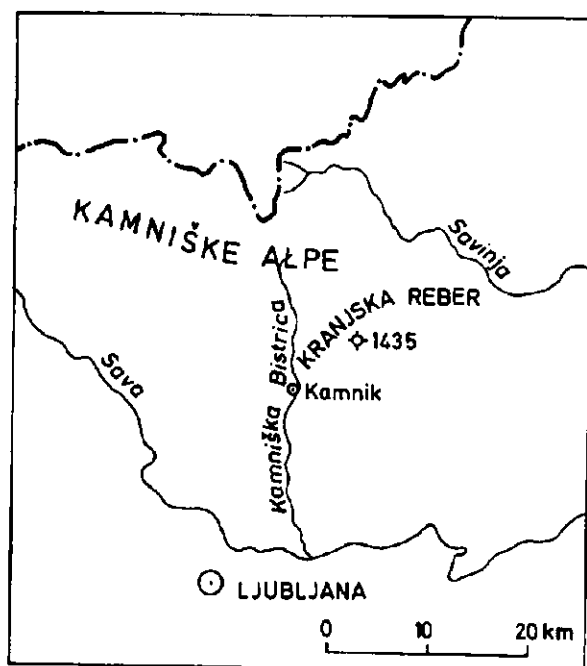 KAMNIŠKE ALPE
Savinja
KRANJSKA REBER
1435
Kamniška Bistrica
Sava
Kamnik
LJUBLJANA
0 10 20 km